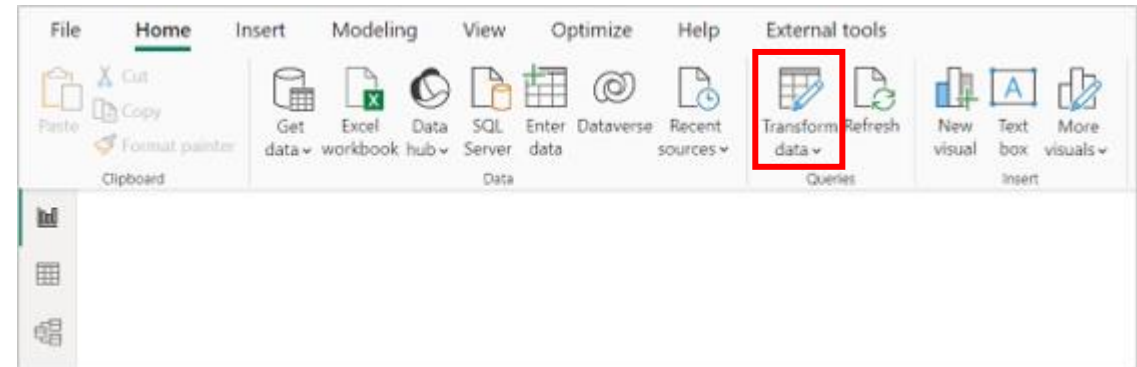 File Home Insert Modeling View Optimize Help External tools
Paste
Cut
Copy
Format painter
Clipboard
Get data
Excel workbook
Data hub
SQL Server
Enter data
Dataverse
Recent sources
Data
Transform data
Refresh
Queries
New visual
Text box
More visuals
Insert